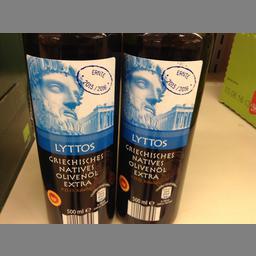 ERNTE
2015/2016
LYTTOS
GRIECHISCHES
NATIVES
OLIVENÖL
EXTRA
500 ml e
ERNTE
2015/2016
LYTTOS
GRIECHISCHES
NATIVES
OLIVENÖL
EXTRA
500 ml e